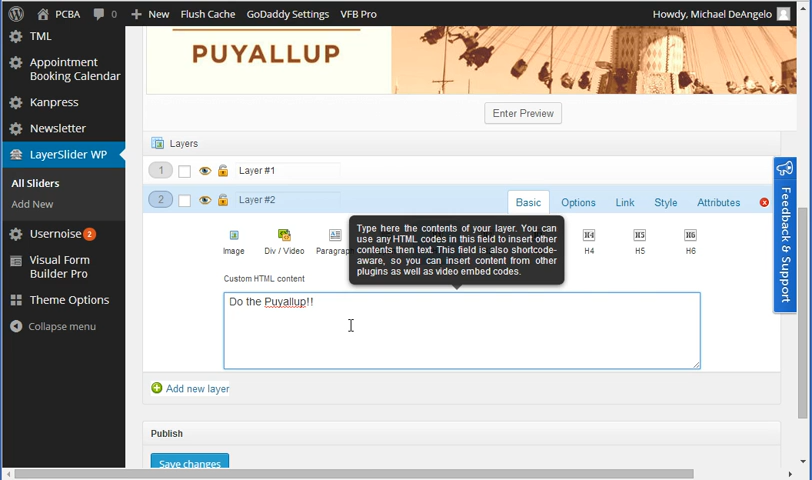 PCBA 0 + New Flush Cache GoDaddy Settings VFB Pro Howdy, Michael DeAngelo
TML
Appointment
Booking Calendar
Kanpress
Newsletter
LayerSlider WP
All Sliders
Add New
Usernoise 2
Visual Form
Builder Pro
Theme Options
Collapse menu
PUYALLUP
Enter Preview
Layers
1 Layer #1
2 Layer #2 Basic Options Link Style Attributes
Image Div / Video Paragrap H4 H5 H6
H4 H5 H6
Type here the contents of your layer. You can
use any HTML codes in this field to insert other
contents then text. This field is also shortcode-
aware, so you can insert content from other
plugins as well as video embed codes.
Custom HTML content
Do the Puyallup!!
Add new layer
Publish
Save changes
Feedback & Support